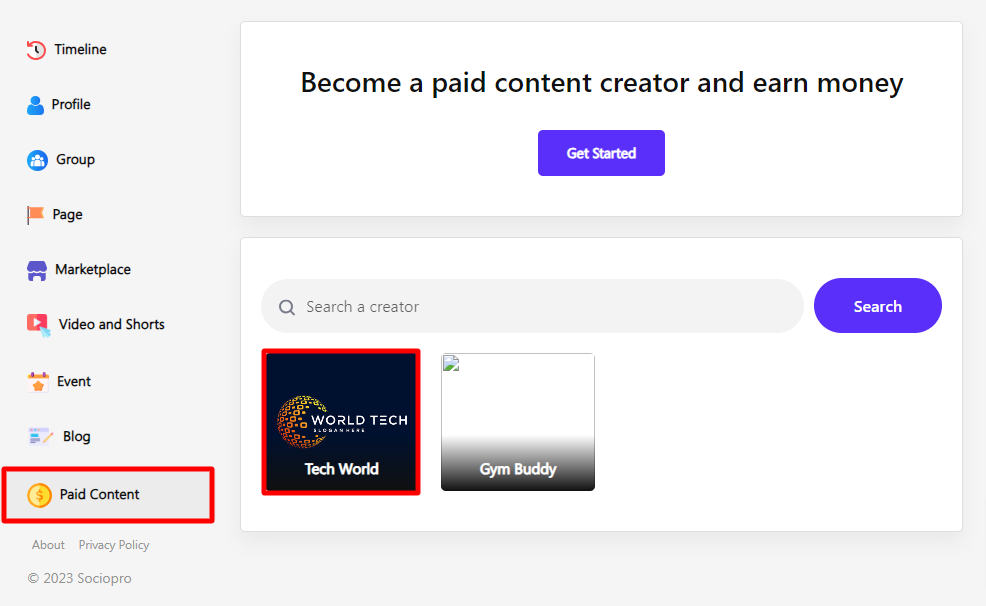 Timeline
Profile
Group
Page
Marketplace
Video and Shorts
Event
Blog
Paid Content
About Privacy Policy
© 2023 Sociopro
Become a paid content creator and earn money
Get Started
Search a creator
Search
WORLD TECH
SLOGAN HERE
Tech World
Gym Buddy